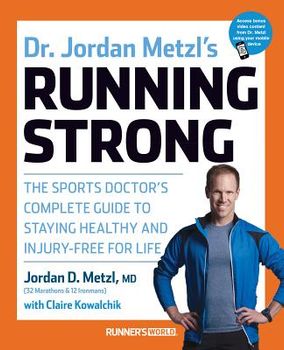 Access bonus
video content
from Dr. Metzl
using your mobile
device
Dr. Jordan Metzl's
RUNNING
STRONG
THE SPORTS DOCTOR'S
COMPLETE GUIDE TO
STAYING HEALTHY AND
INJURY-FREE FOR LIFE
Jordan D. Metzl, MD
(32 Marathons & 12 Ironmans)
with Claire Kowalchik
RUNNER'S WORLD